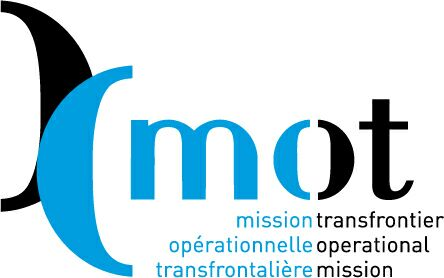 mot
mission transfrontier
opérationnelle operational
transfrontalière mission